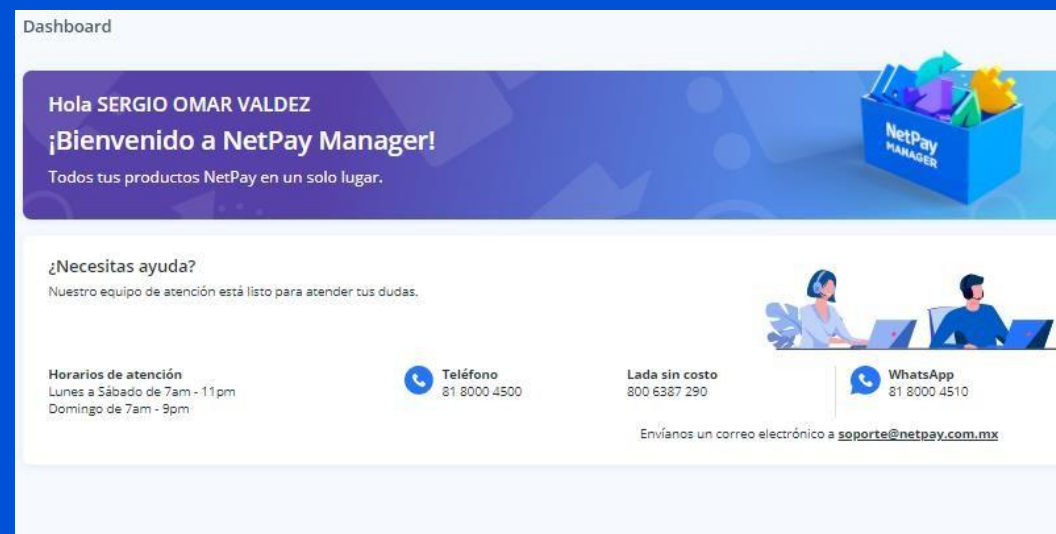 Dashboard
Hola SERGIO OMAR VALDEZ
¡Bienvenido a NetPay Manager!
Todos tus productos NetPay en un solo lugar.
NetPay
MANAGER
¿Necesitas ayuda?
Nuestro equipo de atención está listo para atender tus dudas.
Horarios de atención
Lunes a Sábado de 7am - 11pm
Domingo de 7am - 9pm
Teléfono
81 8000 4500
Lada sin costo
800 6387 290
WhatsApp
81 8000 4510
Envíanos un correo electrónico a soporte@netpay.com.mx